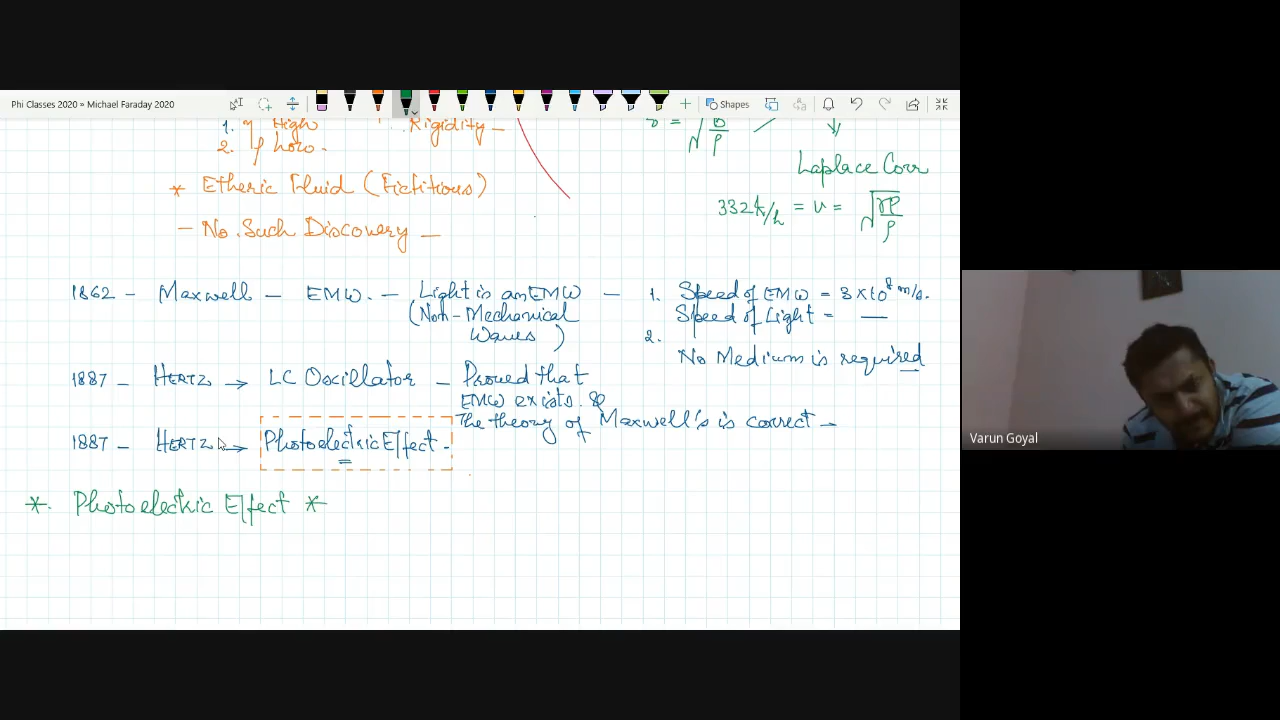 Phi Classes 2020 » Michael Faraday 2020
Shapes
1. η High Rigidity –
2. ρ Low.
* Etheric Fluid (Fictitious)
– No Such Discovery –
Laplace Corr
332 k/h = v = √γP/ρ
1862 – Maxwell – EMW. – Light is an EMW – 1. Speed of EMW = 3 × 10⁸ m/s.
(Non-Mechanical Waves) Speed of Light = —
2. No Medium is required
1887 – HERTZ → LC Oscillator – Proved that
EMW exists. &
The theory of Maxwell's is correct –
1887 – HERTZ → Photoelectric Effect –
*. Photoelectric Effect *
Varun Goyal